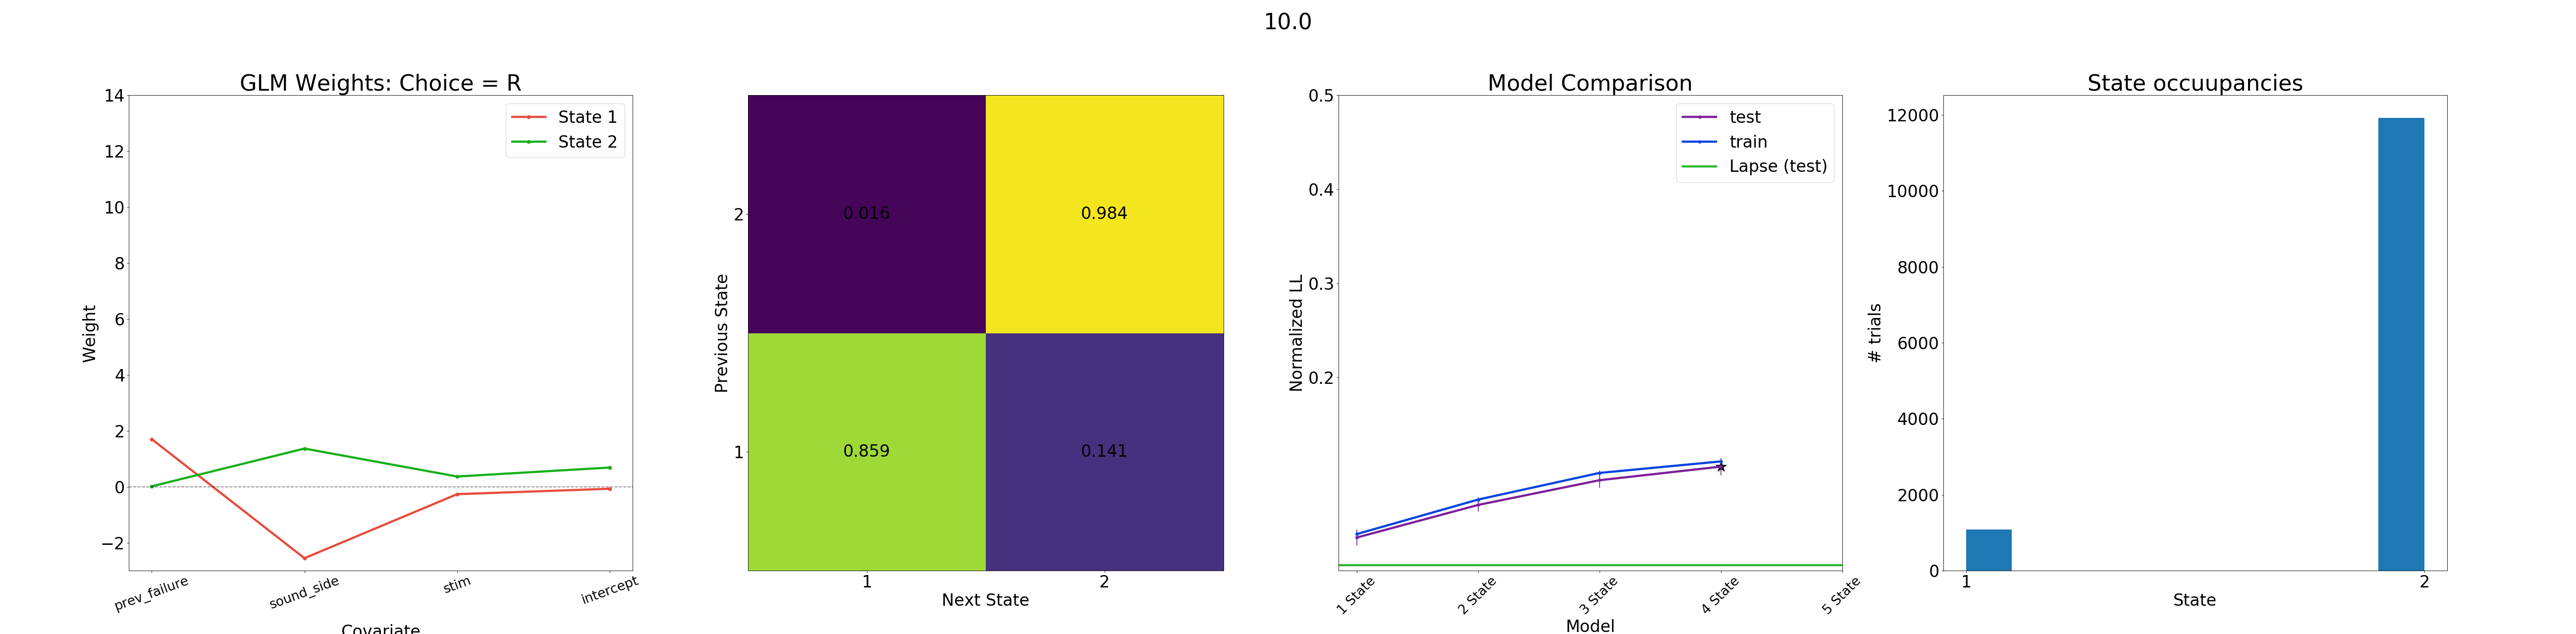 10.0
GLM Weights: Choice = R
14
12
10
8
6
4
2
0
−2
Weight
State 1
State 2
prev_failure
sound_side
stim
intercept
Covariate
Previous State
2
1
0.016
0.984
0.859
0.141
1
2
Next State
Model Comparison
0.5
0.4
0.3
0.2
Normalized LL
test
train
Lapse (test)
1 State
2 State
3 State
4 State
5 State
Model
State occuupancies
12000
10000
8000
6000
4000
2000
0
# trials
1
2
State